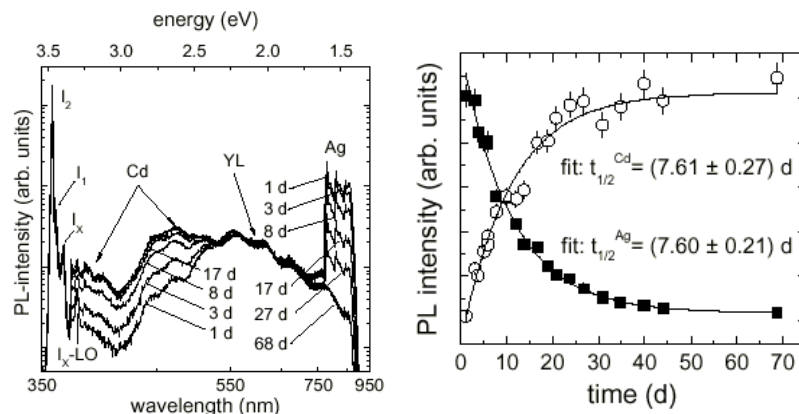 energy (eV)
3.5 3.0 2.5 2.0 1.5
PL-intensity (arb. units)
I2
I1
IX
Cd
YL
Ag
1 d
3 d
8 d
17 d
8 d
3 d
1 d
17 d
27 d
68 d
IX-LO
350 550 750 950
wavelength (nm)
PL intensity (arb. units)
fit: t1/2Cd= (7.61 ± 0.27) d
fit: t1/2Ag= (7.60 ± 0.21) d
0 10 20 30 40 50 60 70
time (d)